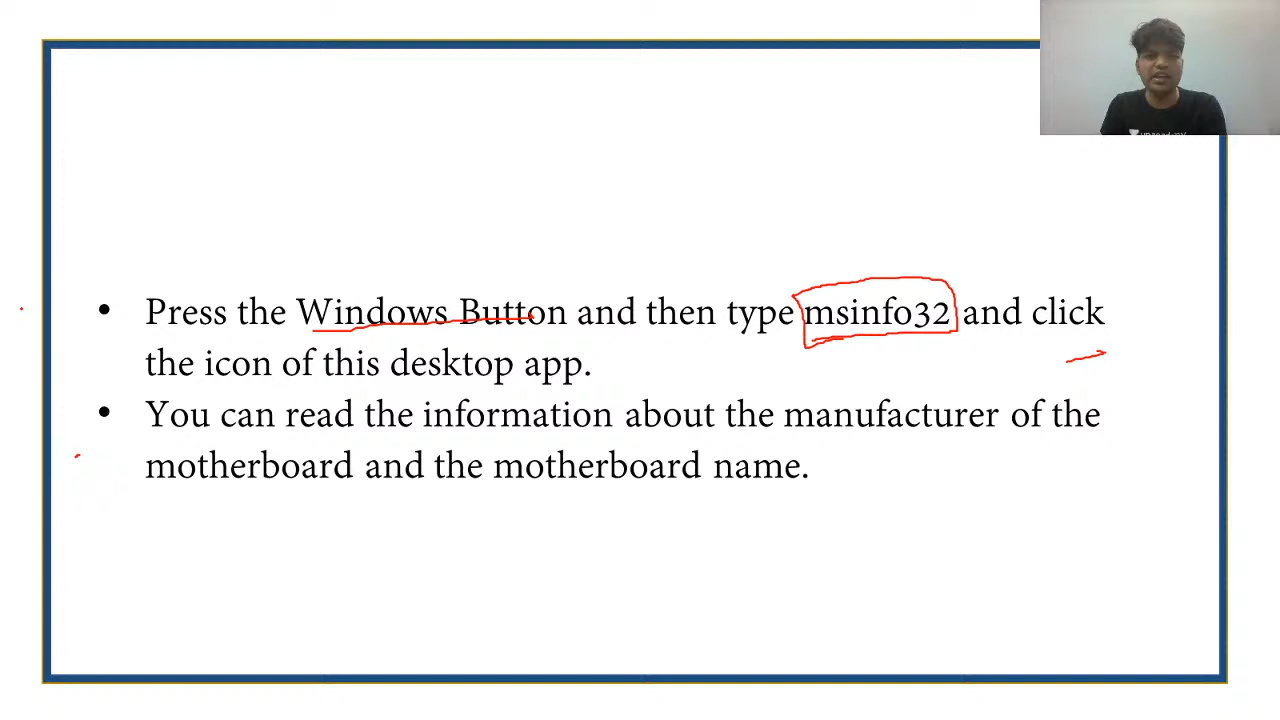 • Press the Windows Button and then type msinfo32 and click
the icon of this desktop app.
• You can read the information about the manufacturer of the
motherboard and the motherboard name.